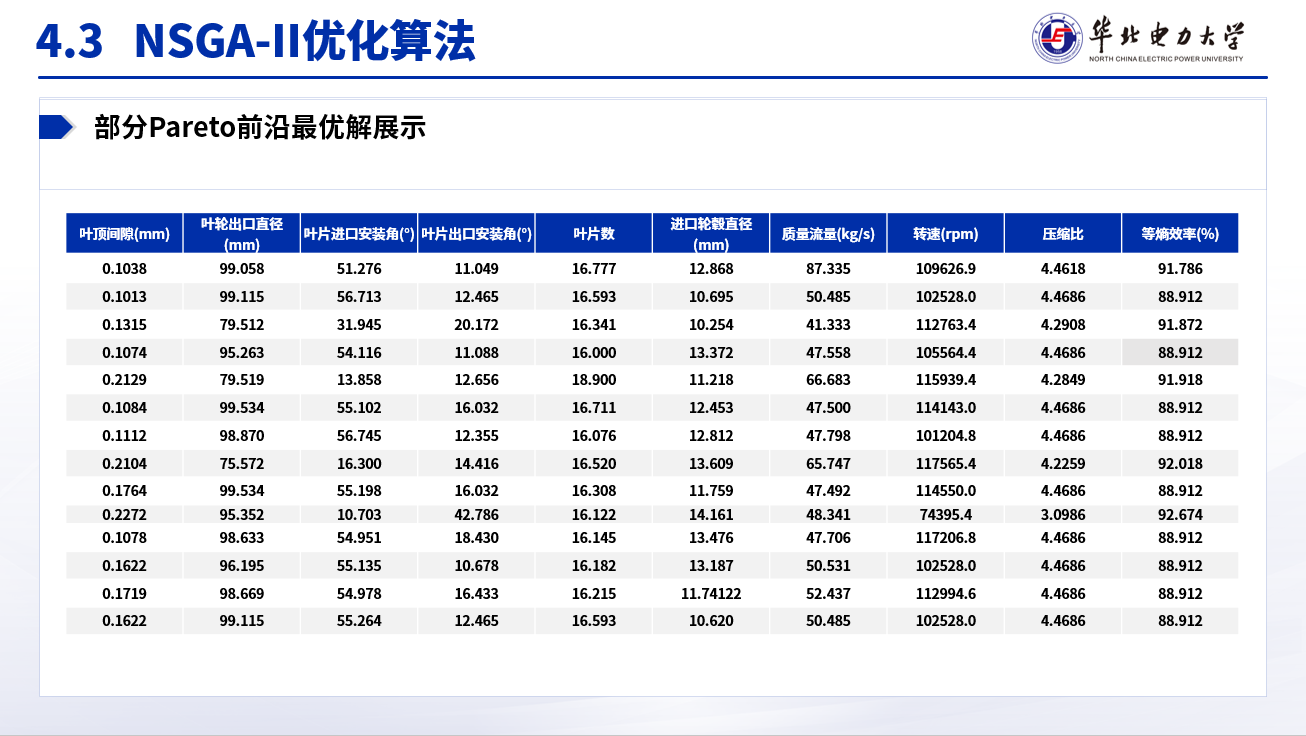 4.3 NSGA-II优化算法
华北电力大学
NORTH CHINA ELECTRIC POWER UNIVERSITY
部分Pareto前沿最优解展示
叶顶间隙(mm) 叶轮出口直径(mm) 叶片进口安装角(°) 叶片出口安装角(°) 叶片数 进口轮毂直径(mm) 质量流量(kg/s) 转速(rpm) 压缩比 等熵效率(%)
0.1038 99.058 51.276 11.049 16.777 12.868 87.335 109626.9 4.4618 91.786
0.1013 99.115 56.713 12.465 16.593 10.695 50.485 102528.0 4.4686 88.912
0.1315 79.512 31.945 20.172 16.341 10.254 41.333 112763.4 4.2908 91.872
0.1074 95.263 54.116 11.088 16.000 13.372 47.558 105564.4 4.4686 88.912
0.2129 79.519 13.858 12.656 18.900 11.218 66.683 115939.4 4.2849 91.918
0.1084 99.534 55.102 16.032 16.711 12.453 47.500 114143.0 4.4686 88.912
0.1112 98.870 56.745 12.355 16.076 12.812 47.798 101204.8 4.4686 88.912
0.2104 75.572 16.300 14.416 16.520 13.609 65.747 117565.4 4.2259 92.018
0.1764 99.534 55.198 16.032 16.308 11.759 47.492 114550.0 4.4686 88.912
0.2272 95.352 10.703 42.786 16.122 14.161 48.341 74395.4 3.0986 92.674
0.1078 98.633 54.951 18.430 16.145 13.476 47.706 117206.8 4.4686 88.912
0.1622 96.195 55.135 10.678 16.182 13.187 50.531 102528.0 4.4686 88.912
0.1719 98.669 54.978 16.433 16.215 11.74122 52.437 112994.6 4.4686 88.912
0.1622 99.115 55.264 12.465 16.593 10.620 50.485 102528.0 4.4686 88.912